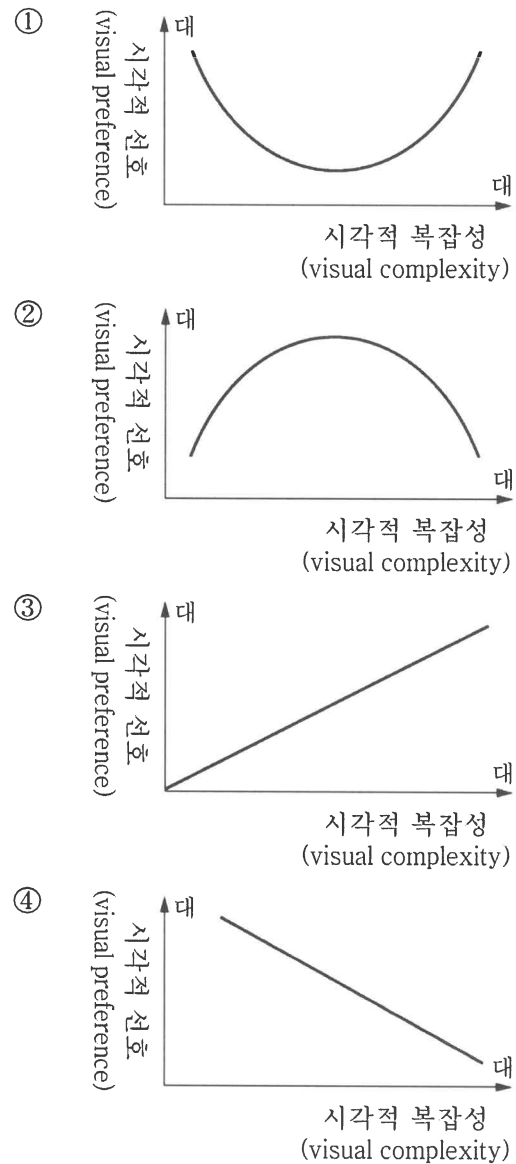 ①
대
시각적 선호
(visual preference)
대
시각적 복잡성
(visual complexity)
②
대
시각적 선호
(visual preference)
대
시각적 복잡성
(visual complexity)
③
대
시각적 선호
(visual preference)
대
시각적 복잡성
(visual complexity)
④
대
시각적 선호
(visual preference)
대
시각적 복잡성
(visual complexity)